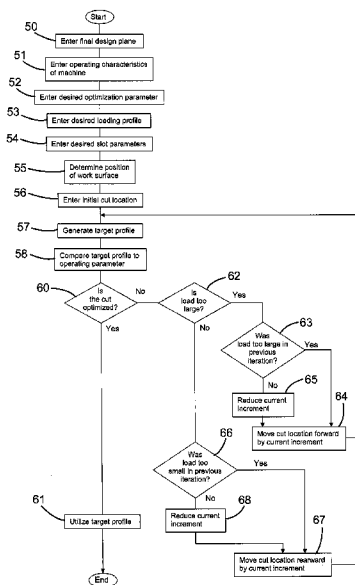 Start
50
Enter final design plane
51
Enter operating characteristics
of machine
52
Enter desired optimization parameter
53
Enter desired loading profile
54
Enter desired slot parameters
55
Determine position
of work surface
56
Enter initial cut location
57
Generate target profile
58
Compare target profile to
operating parameter
60
Is
the cut
optimized?
No
Yes
62
Is
load too
large?
Yes
No
63
Was
load too large in
previous
iteration?
Yes
No
65
Reduce current
increment
64
Move cut location forward
by current increment
66
Was
load too
small in previous
iteration?
Yes
No
68
Reduce current
increment
67
Move cut location rearward
by current increment
61
Utilize target profile
End